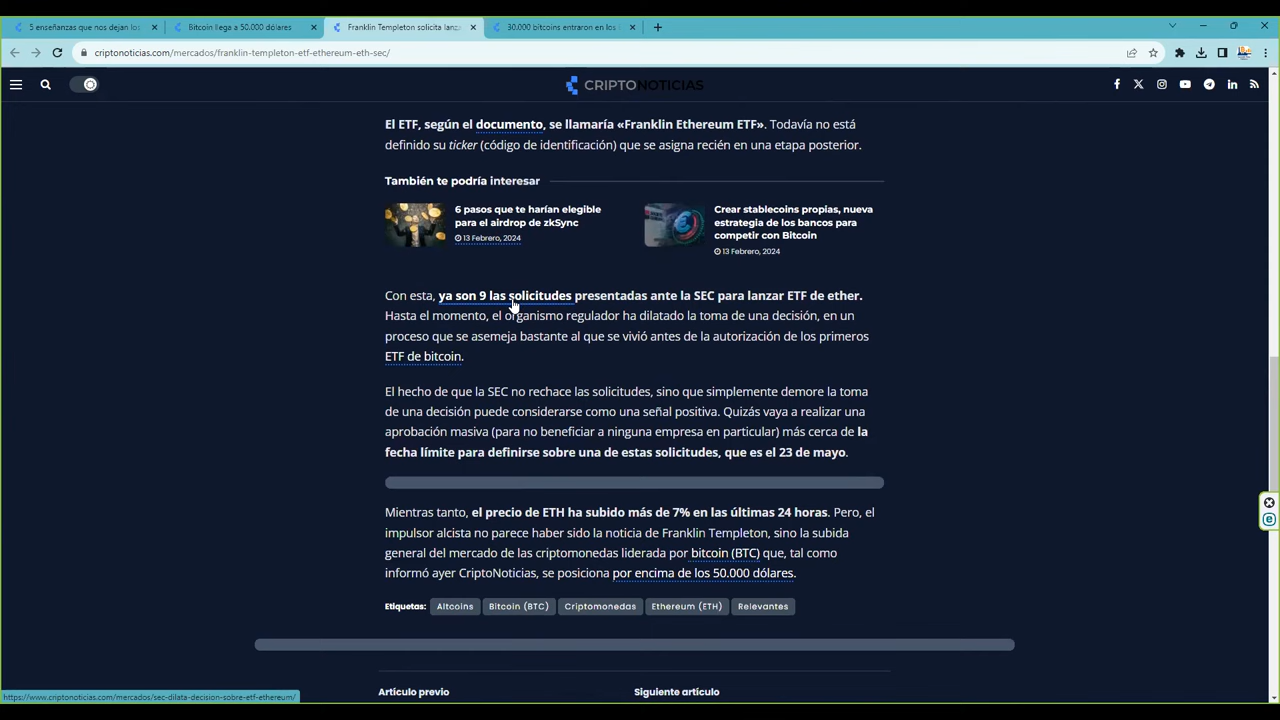 5 enseñanzas que nos dejan los
Bitcoin llega a 50.000 dólares
Franklin Templeton solicita lanz
30.000 bitcoins entraron en los
criptonoticias.com/mercados/franklin-templeton-etf-ethereum-eth-sec/
CRIPTONOTICIAS
El ETF, según el documento, se llamaría «Franklin Ethereum ETF». Todavía no está
definido su ticker (código de identificación) que se asigna recién en una etapa posterior.
También te podría interesar
6 pasos que te harían elegible
para el airdrop de zkSync
13 Febrero, 2024
Crear stablecoins propias, nueva
estrategia de los bancos para
competir con Bitcoin
13 Febrero, 2024
Con esta, ya son 9 las solicitudes presentadas ante la SEC para lanzar ETF de ether.
Hasta el momento, el organismo regulador ha dilatado la toma de una decisión, en un
proceso que se asemeja bastante al que se vivió antes de la autorización de los primeros
ETF de bitcoin.
El hecho de que la SEC no rechace las solicitudes, sino que simplemente demore la toma
de una decisión puede considerarse como una señal positiva. Quizás vaya a realizar una
aprobación masiva (para no beneficiar a ninguna empresa en particular) más cerca de la
fecha límite para definirse sobre una de estas solicitudes, que es el 23 de mayo.
Mientras tanto, el precio de ETH ha subido más de 7% en las últimas 24 horas. Pero, el
impulsor alcista no parece haber sido la noticia de Franklin Templeton, sino la subida
general del mercado de las criptomonedas liderada por bitcoin (BTC) que, tal como
informó ayer CriptoNoticias, se posiciona por encima de los 50.000 dólares.
Etiquetas: Altcoins Bitcoin (BTC) Criptomonedas Ethereum (ETH) Relevantes
Artículo previo
Siguiente artículo
https://www.criptonoticias.com/mercados/sec-dilata-decision-sobre-etf-ethereum/